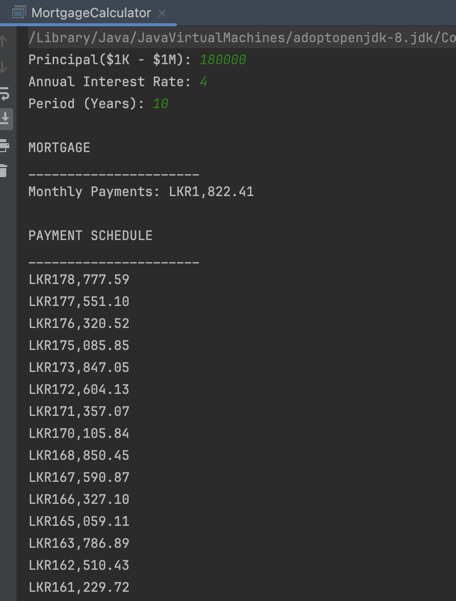 MortgageCalculator
/Library/Java/JavaVirtualMachines/adoptopenjdk-8.jdk/Co
Principal($1K - $1M): 180000
Annual Interest Rate: 4
Period (Years): 10
MORTGAGE
______________________
Monthly Payments: LKR1,822.41
PAYMENT SCHEDULE
______________________
LKR178,777.59
LKR177,551.10
LKR176,320.52
LKR175,085.85
LKR173,847.05
LKR172,604.13
LKR171,357.07
LKR170,105.84
LKR168,850.45
LKR167,590.87
LKR166,327.10
LKR165,059.11
LKR163,786.89
LKR162,510.43
LKR161,229.72